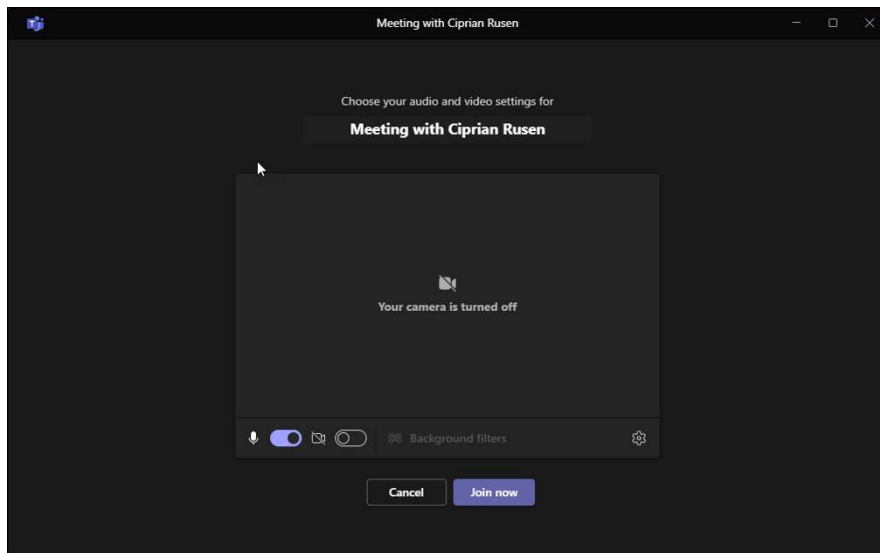 Meeting with Ciprian Rusen
Choose your audio and video settings for
Meeting with Ciprian Rusen
Your camera is turned off
Background filters
Cancel
Join now